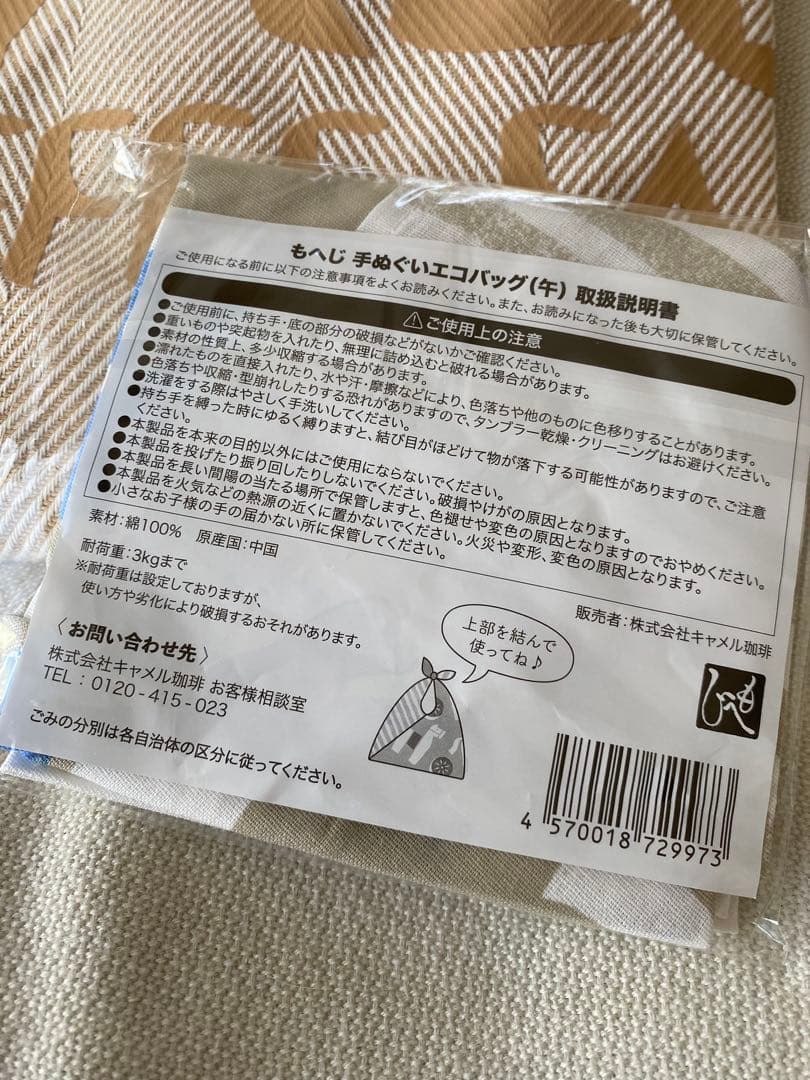 もへじ 手ぬぐいエコバッグ(午) 取扱説明書
ご使用になる前に以下の注意事項をよくお読みください。また、お読みになった後も大切に保管してください。
⚠ご使用上の注意
●ご使用前に、持ち手・底の部分の破損などがないかご確認ください。
●重いものや突起物を入れたり、無理に詰め込むと破れる場合があります。
●素材の性質上、多少収縮する場合があります。
●濡れたものを直接入れたり、水や汗・摩擦などにより、色落ちや他のものに色移りすることがあります。
●色落ちや収縮・型崩れしたりする恐れがありますので、タンブラー乾燥・クリーニングはお避けください。
●洗濯をする際はやさしく手洗いしてください。
●持ち手を縛った時にゆるく縛りますと、結び目がほどけて物が落下する可能性がありますので、ご注意
ください。
●本製品を本来の目的以外にはご使用にならないでください。
●本製品を投げたり振り回したりしないでください。破損やけがの原因となります。
●本製品を長い間陽の当たる場所で保管しますと、色褪せや変色の原因となりますのでおやめください。
●本製品を火気などの熱源の近くに置かないでください。火災や変形、変色の原因となります。
●小さなお子様の手の届かない所に保管してください。
素材:綿100% 原産国:中国
耐荷重:3kgまで
※耐荷重は設定しておりますが、
使い方や劣化により破損するおそれがあります。
販売者:株式会社キャメル珈琲
〈お問い合わせ先〉
株式会社キャメル珈琲 お客様相談室
TEL:0120-415-023
ごみの分別は各自治体の区分に従ってください。
上部を結んで
使ってね♪
もへじ
4 570018 729973